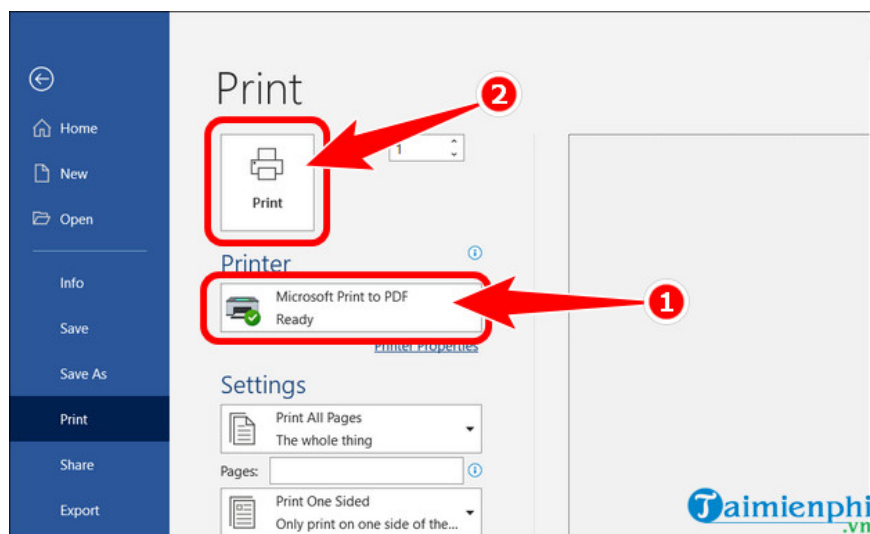 Print
2
Home
1
New
Print
Open
Printer
Info
Microsoft Print to PDF
Ready
1
Save
Printer Properties
Save As
Settings
Print
Print All Pages
The whole thing
Share
Pages:
Export
Print One Sided
Only print on one side of the...
Taimienphi
.vn